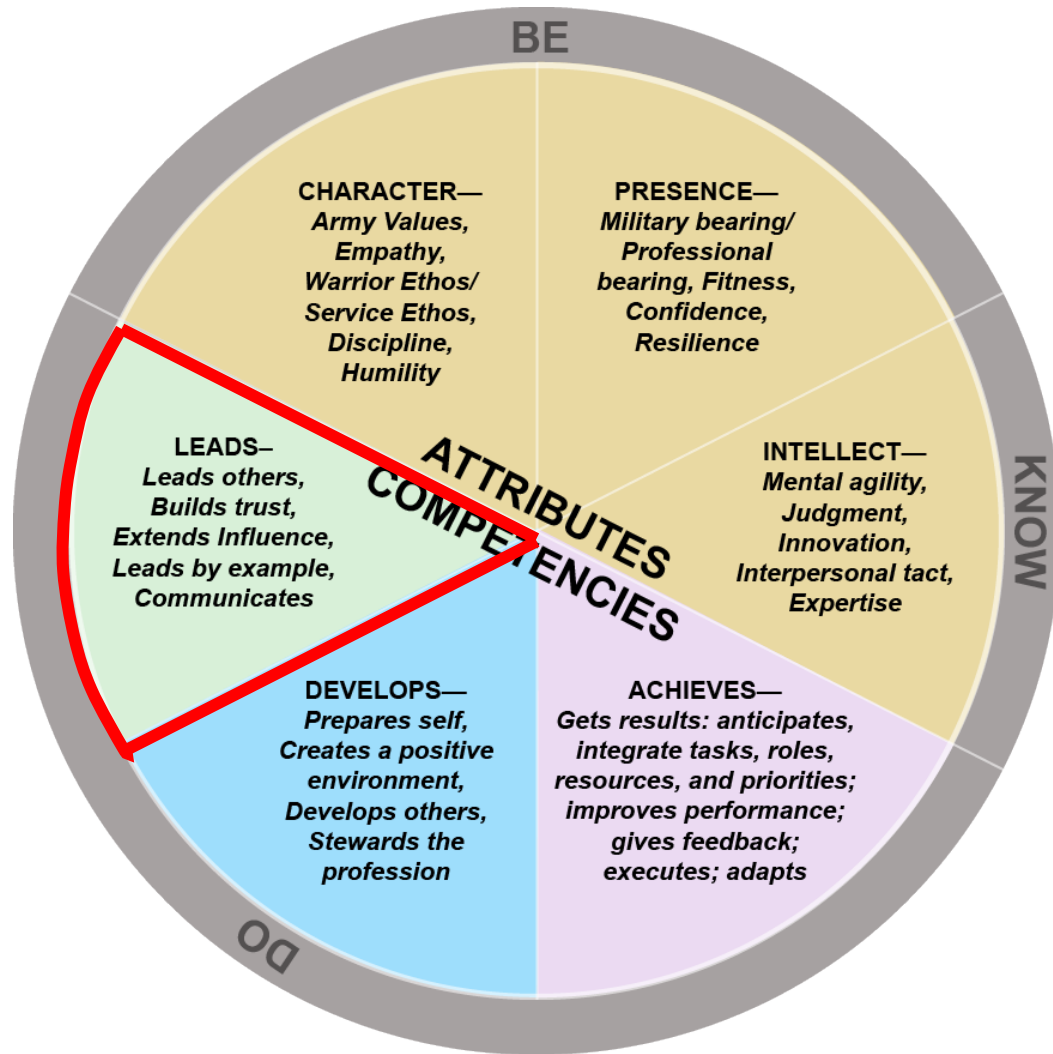 BE
CHARACTER—
Army Values,
Empathy,
Warrior Ethos/
Service Ethos,
Discipline,
Humility
PRESENCE—
Military bearing/
Professional
bearing, Fitness,
Confidence,
Resilience
LEADS–
Leads others,
Builds trust,
Extends Influence,
Leads by example,
Communicates
ATTRIBUTES
COMPETENCIES
INTELLECT—
Mental agility,
Judgment,
Innovation,
Interpersonal tact,
Expertise
KNOW
DEVELOPS—
Prepares self,
Creates a positive
environment,
Develops others,
Stewards the
profession
ACHIEVES—
Gets results: anticipates,
integrate tasks, roles,
resources, and priorities;
improves performance;
gives feedback;
executes; adapts
DO